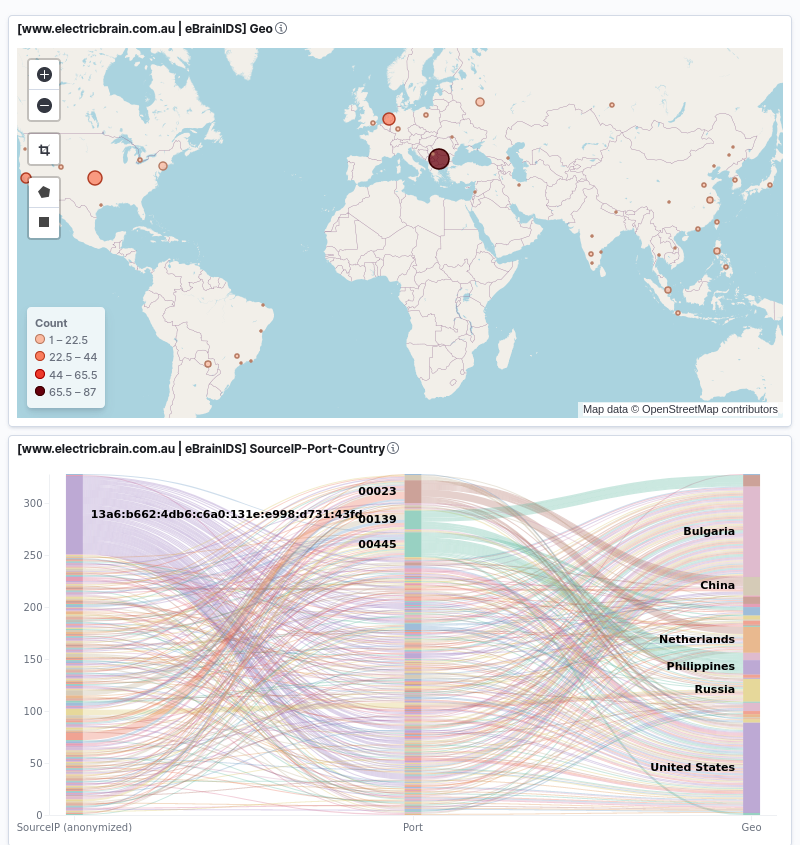 [www.electricbrain.com.au | eBrainIDS] Geo
Count
1 – 22.5
22.5 – 44
44 – 65.5
65.5 – 87
Map data © OpenStreetMap contributors
[www.electricbrain.com.au | eBrainIDS] SourceIP-Port-Country
300
250
200
150
100
50
0
13a6:b662:4db6:c6a0:131e:e998:d731:43fd
00023
00139
00445
Bulgaria
China
Netherlands
Philippines
Russia
United States
SourceIP (anonymized)
Port
Geo